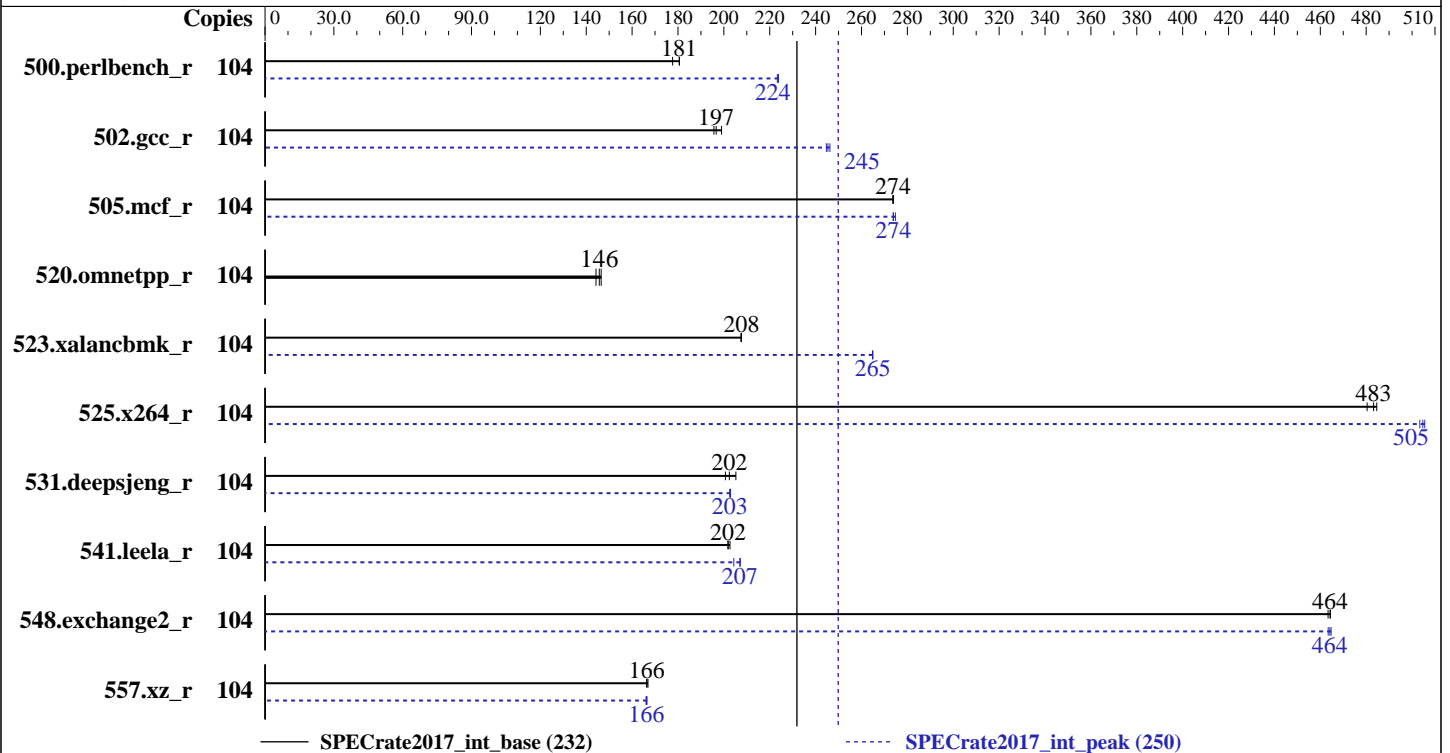 Copies 0 30.0 60.0 90.0 120 140 160 180 200 220 240 260 280 300 320 340 360 380 400 420 440 460 480 510
181
500.perlbench_r 104
224
197
502.gcc_r 104
245
274
505.mcf_r 104
274
146
520.omnetpp_r 104
208
523.xalancbmk_r 104
265
483
525.x264_r 104
505
202
531.deepsjeng_r 104
203
202
541.leela_r 104
207
464
548.exchange2_r 104
464
166
557.xz_r 104
166
SPECrate2017_int_base (232) SPECrate2017_int_peak (250)